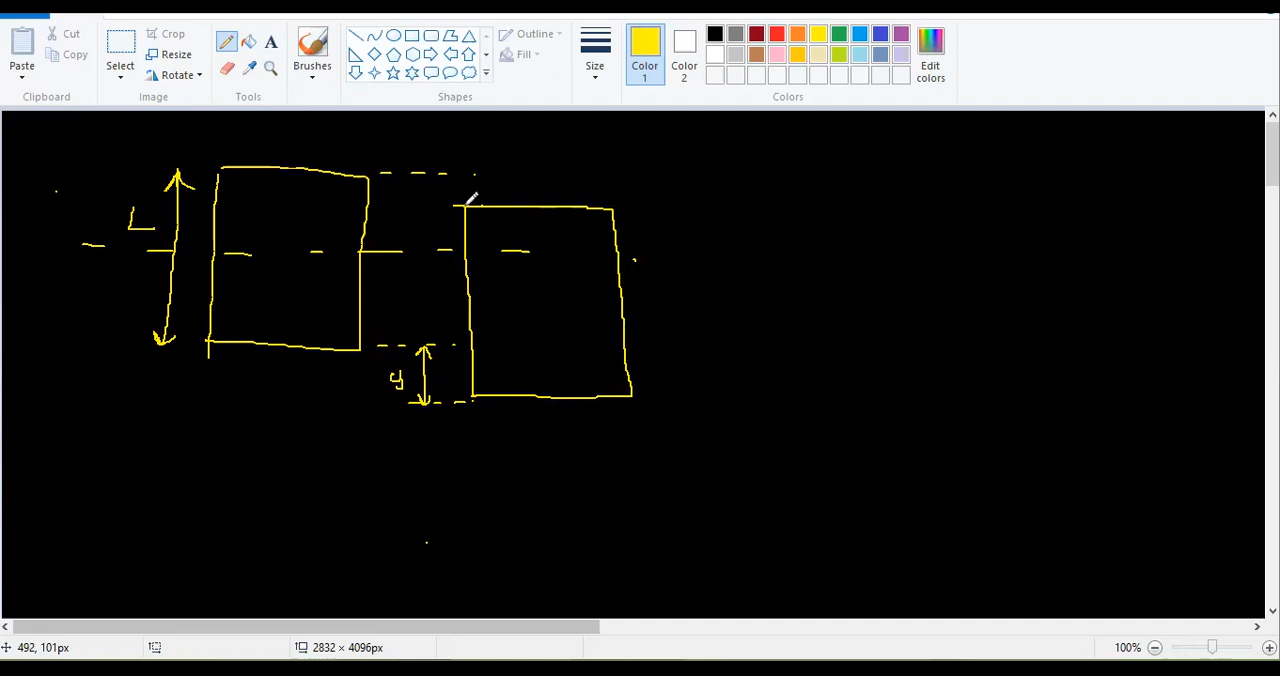 Cut
Copy
Paste
Clipboard
Crop
Resize
Rotate
Select
Image
A
Tools
Brushes
Outline
Fill
Shapes
Size
Color 1
Color 2
Edit colors
Colors
L
y
492, 101px
2832 × 4096px
100%